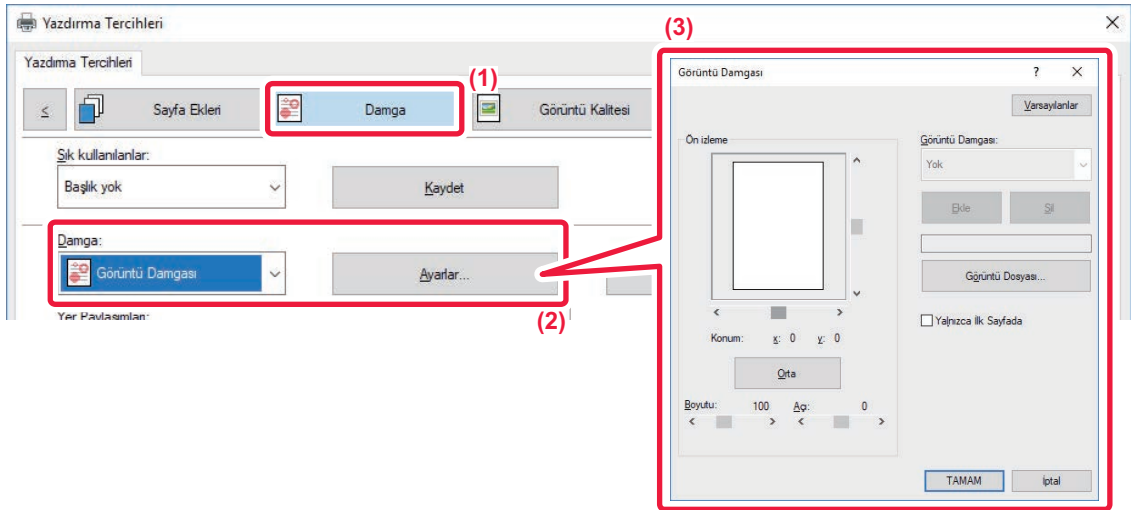 Yazdırma Tercihleri
Yazdırma Tercihleri
(1)
< Sayfa Ekleri Damga Görüntü Kalitesi
Sık kullanılanlar:
Başlık yok Kaydet
Damga:
Görüntü Damgası Ayarlar...
(2)
Yer Paylaşımları:
(3)
Görüntü Damgası ? X
Varsayılanlar
Ön izleme
Görüntü Damgası:
Yok
Ekle Sil
Görüntü Dosyası...
Yalnızca İlk Sayfada
Konum: x: 0 y: 0
Orta
Boyutu: 100 Açı: 0
TAMAM İptal